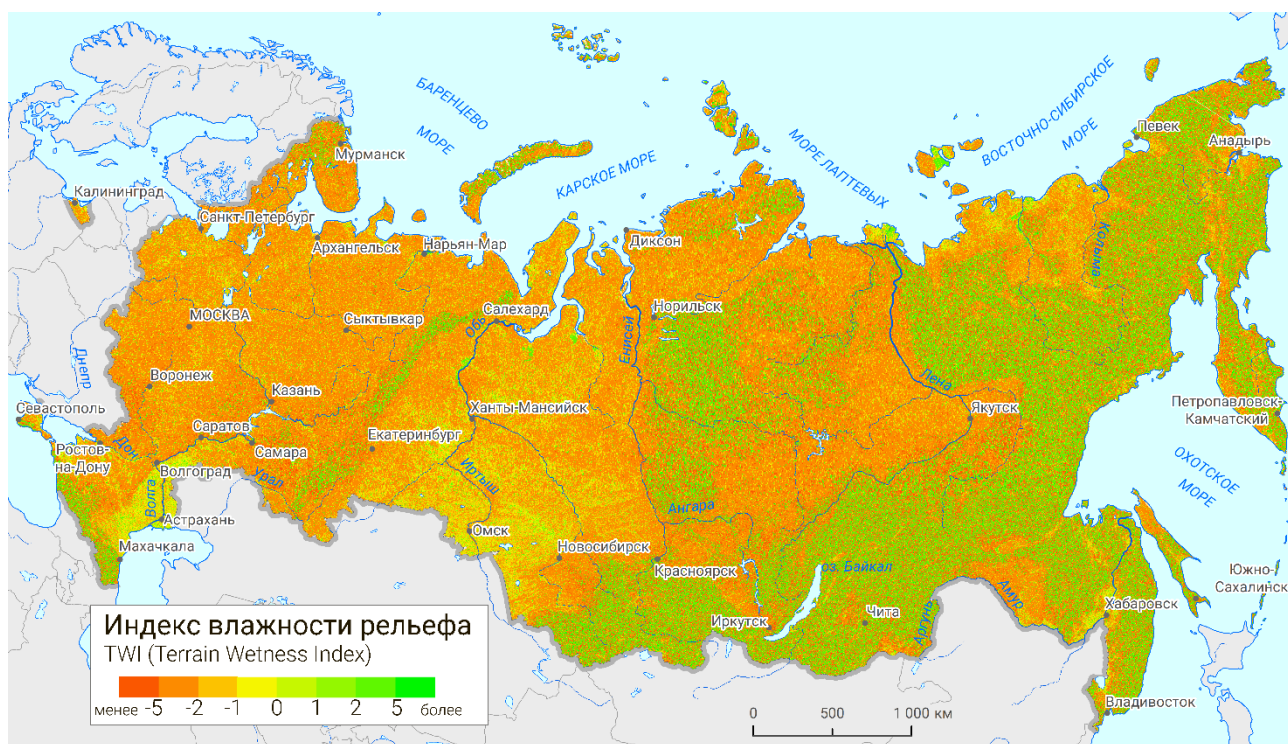 БАРЕНЦЕВО
МОРЕ
КАРСКОЕ МОРЕ
МОРЕ ЛАПТЕВЫХ
ВОСТОЧНО-СИБИРСКОЕ
МОРЕ
Певек
Анадырь
Мурманск
Калининград
Санкт-Петербург
Архангельск
Нарьян-Мар
Диксон
Колыма
МОСКВА
Сыктывкар
Салехард
Обь
Енисей
Норильск
Лена
Днепр
Воронеж
Казань
Ханты-Мансийск
Якутск
Петропавловск-
Камчатский
Севастополь
Саратов
Екатеринбург
Ростов-
на-Дону
Дон
Самара
Волгоград
Урал
Иртыш
ОХОТСКОЕ
МОРЕ
Волга
Астрахань
Омск
Ангара
Махачкала
Новосибирск
Красноярск
оз. Байкал
Иркутск
Чита
Аргунь
Амур
Хабаровск
Южно-
Сахалинск
Владивосток
Индекс влажности рельефа
TWI (Terrain Wetness Index)
менее -5 -2 -1 0 1 2 5 более
0 500 1 000 км